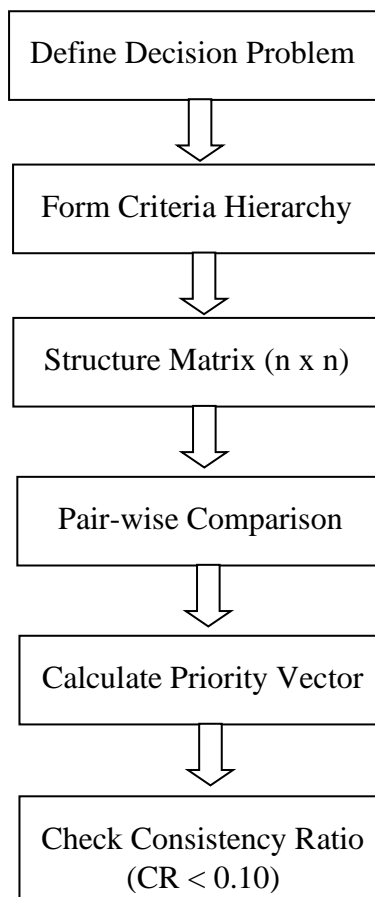 Define Decision Problem
Form Criteria Hierarchy
Structure Matrix (n x n)
Pair-wise Comparison
Calculate Priority Vector
Check Consistency Ratio
(CR < 0.10)